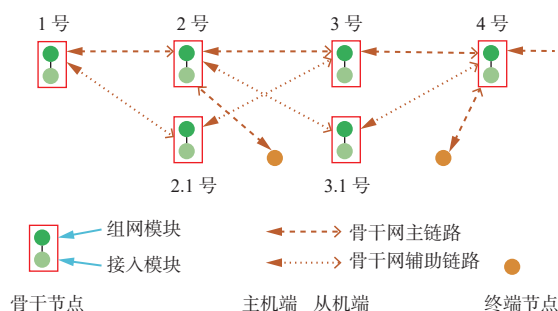 1 号 2 号 3 号 4 号
2.1 号 3.1 号
组网模块 骨干网主链路
接入模块 骨干网辅助链路
骨干节点 主机端 从机端 终端节点